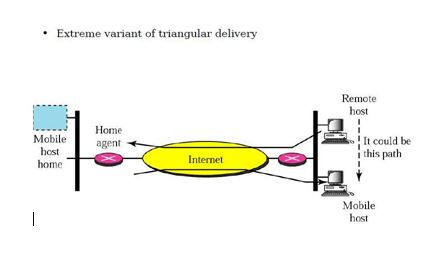 • Extreme variant of triangular delivery
Remote
host
Home
agent
Mobile
host
home
Internet
It could be
this path
Mobile
host